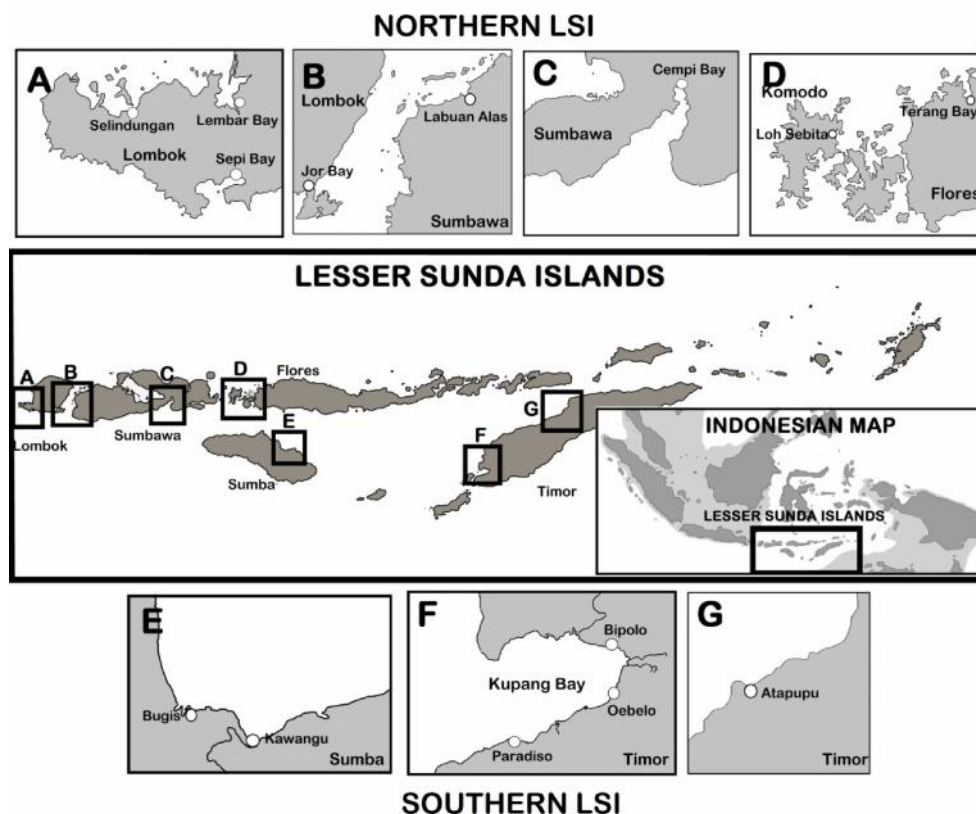 NORTHERN LSI
A
Selindungan
Lembar Bay
Lombok
Sepi Bay
B
Lombok
Labuan Alas
Jor Bay
Sumbawa
C
Cempi Bay
Sumbawa
D
Komodo
Terang Bay
Loh Sebita
Flores
LESSER SUNDA ISLANDS
A
B
C
D
Flores
E
G
F
Lombok
Sumbawa
Sumba
Timor
INDONESIAN MAP
LESSER SUNDA ISLANDS
E
Bugis
Kawangu
Sumba
F
Bipolo
Kupang Bay
Oebelo
Paradiso
Timor
G
Atapupu
Timor
SOUTHERN LSI